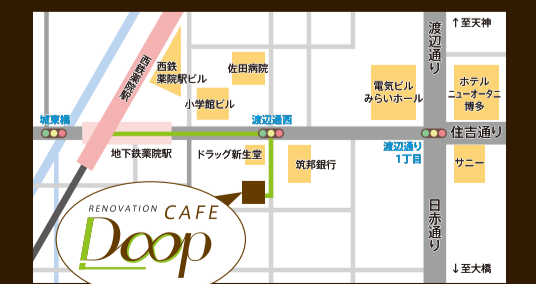 ↑至天神
渡辺通り
西鉄薬院駅
西鉄
薬院駅ビル
佐田病院
小学館ビル
電気ビル
みらいホール
ホテル
ニューオータニ
博多
城東橋
渡辺通西
住吉通り
地下鉄薬院駅
ドラッグ新生堂
筑邦銀行
渡辺通り
1丁目
サニー
日赤通り
RENOVATION CAFE
Doop
↓至大橋